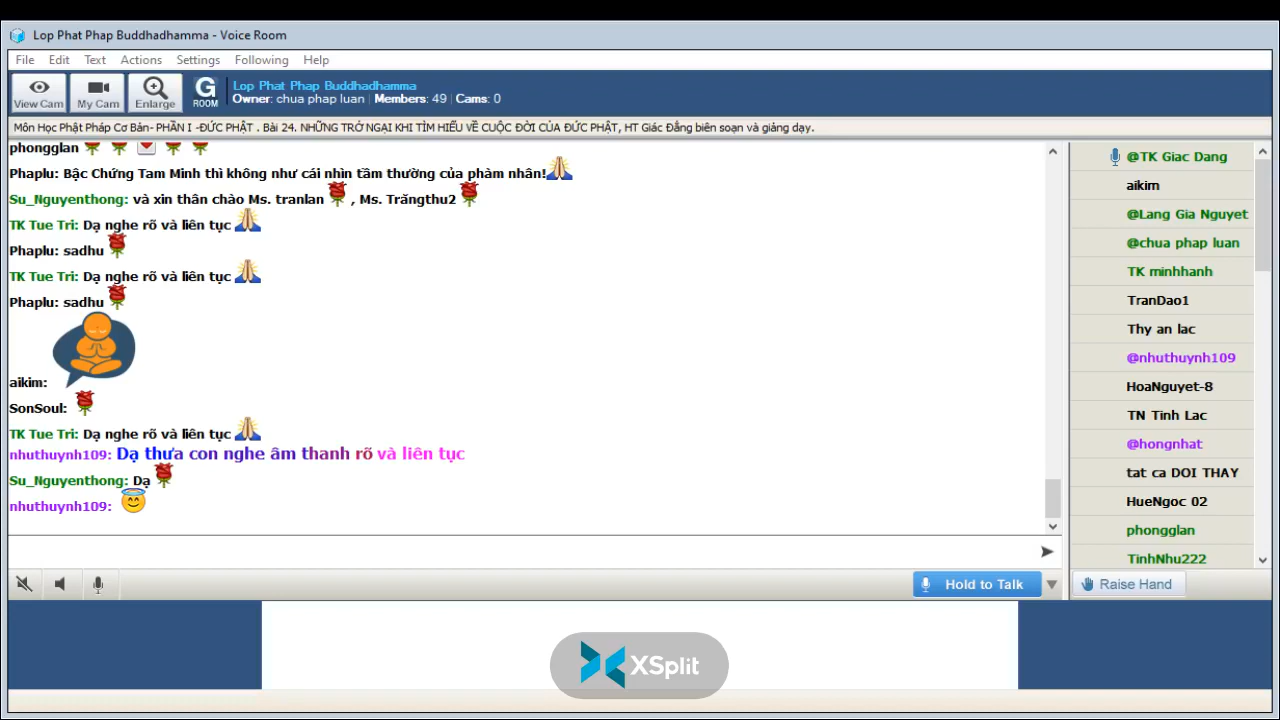 Lop Phat Phap Buddhadhamma - Voice Room
File Edit Text Actions Settings Following Help
View Cam My Cam Enlarge G ROOM
Lop Phat Phap Buddhadhamma
Owner: chua phap luan | Members: 49 | Cams: 0
Môn Học Phật Pháp Cơ Bản- PHẦN I -ĐỨC PHẬT . Bài 24. NHỮNG TRỞ NGẠI KHI TÌM HIỂU VỀ CUỘC ĐỜI CỦA ĐỨC PHẬT, HT Giác Đẳng biên soạn và giảng dạy.
phongglan
Phaplu: Bậc Chứng Tam Minh thì không như cái nhìn tầm thường của phàm nhân!
Su_Nguyenthong: và xin thân chào Ms. tranlan , Ms. Trăngthu2
TK Tue Tri: Dạ nghe rõ và liên tục
Phaplu: sadhu
TK Tue Tri: Dạ nghe rõ và liên tục
Phaplu: sadhu
aikim:
SonSoul:
TK Tue Tri: Dạ nghe rõ và liên tục
nhuthuynh109: Dạ thưa con nghe âm thanh rõ và liên tục
Su_Nguyenthong: Dạ
nhuthuynh109:
@TK Giac Dang
aikim
@Lang Gia Nguyet
@chua phap luan
TK minhhanh
TranDao1
Thy an lac
@nhuthuynh109
HoaNguyet-8
TN Tinh Lac
@hongnhat
tat ca DOI THAY
HueNgoc 02
phongglan
TinhNhu222
Hold to Talk
Raise Hand
XSplit